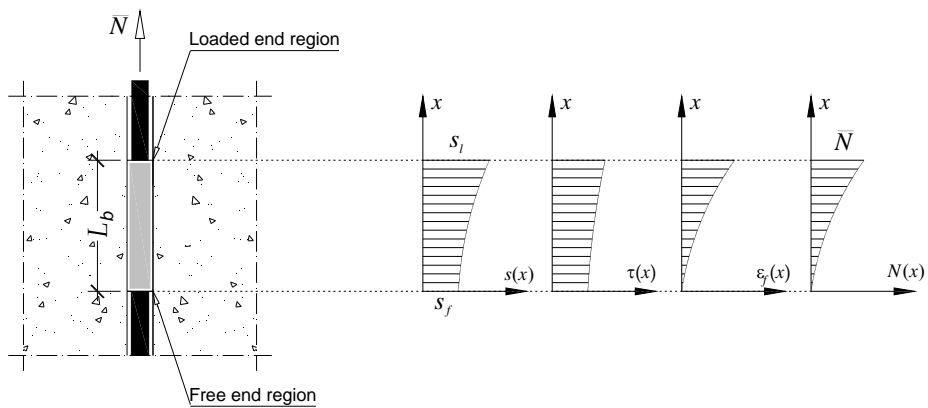 N̅
Loaded end region
L_b
Free end region
x x x x
s_l N̅
s(x) τ(x) ε_f(x) N(x)
s_f